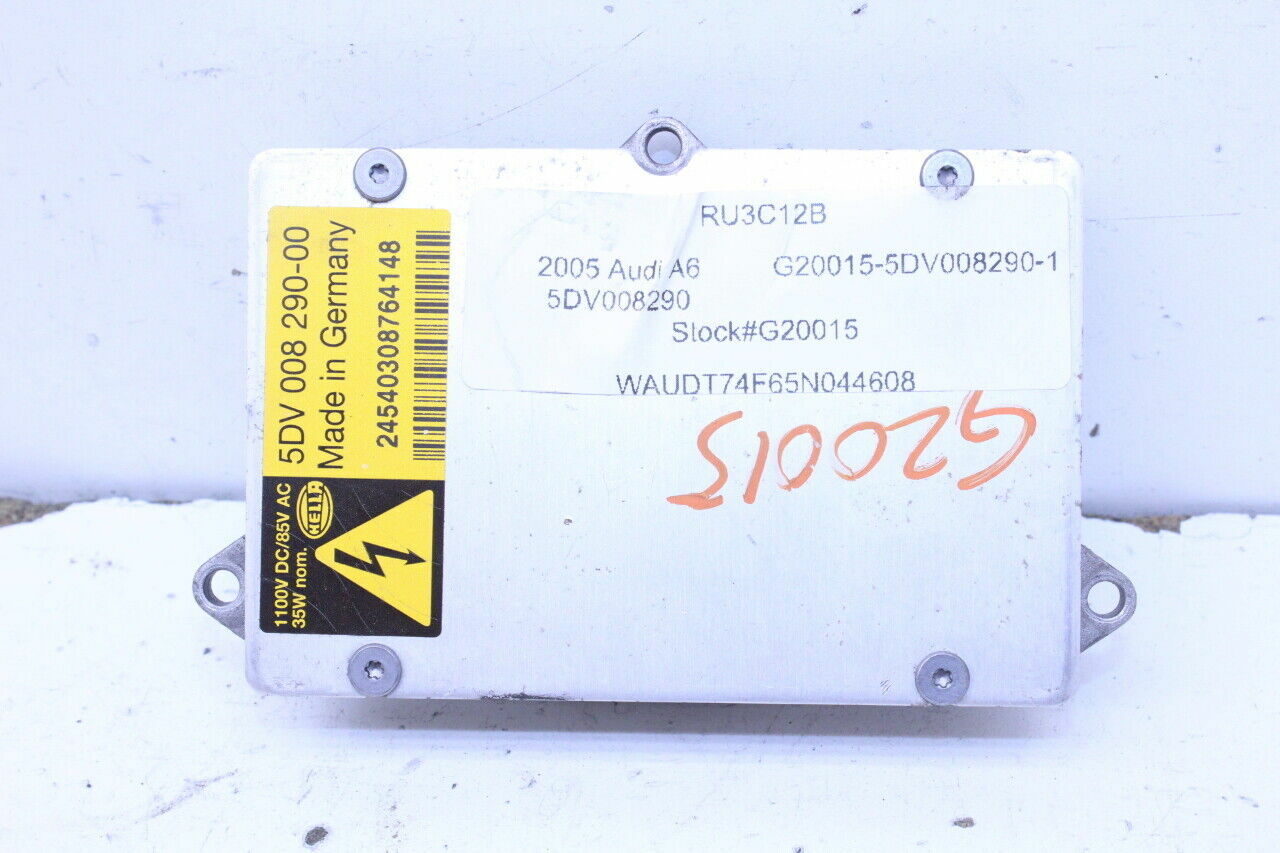 5DV 008 290-00
Made in Germany
24540308764148
1100V DC/85V AC
35W nom.
HELLA
RU3C12B
2005 Audi A6 G20015-5DV008290-1
5DV008290
Stock#G20015
WAUDT74F65N044608
G20015